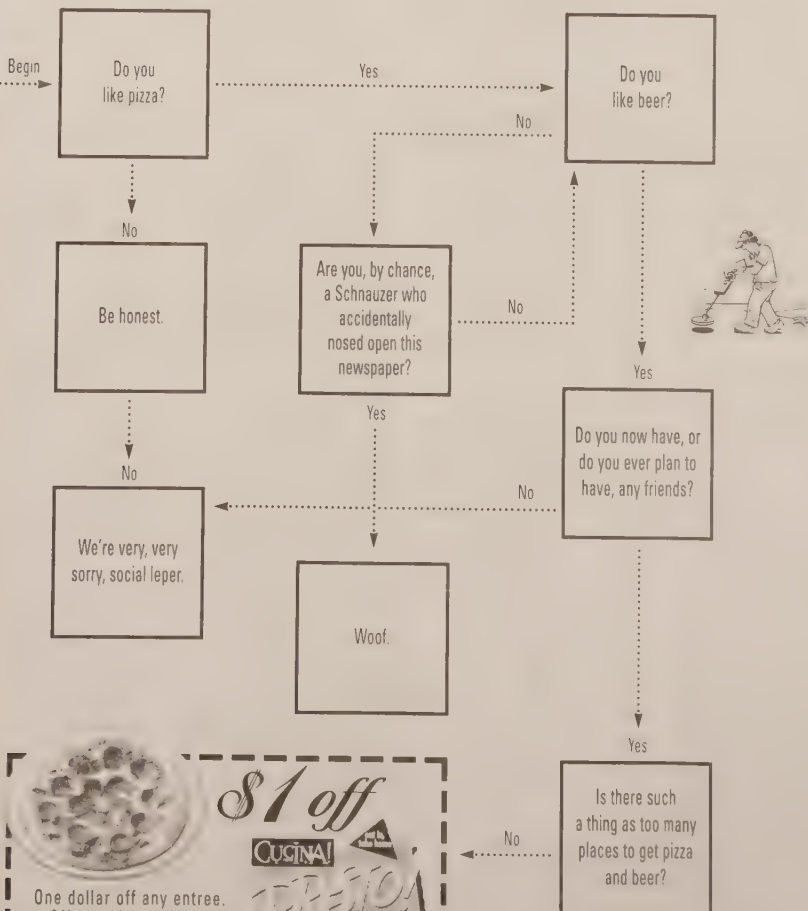 Begin
Do you
like pizza?
Yes
Do you
like beer?
No
No
Be honest.
Are you, by chance,
a Schnauzer who
accidentally
nosed open this
newspaper?
No
Yes
Yes
Do you now have, or
do you ever plan to
have, any friends?
No
No
We're very, very
sorry, social leper.
Woof.
Yes
Is there such
a thing as too many
places to get pizza
and beer?
No
$1 off
CUCINA!
One dollar off any entree.